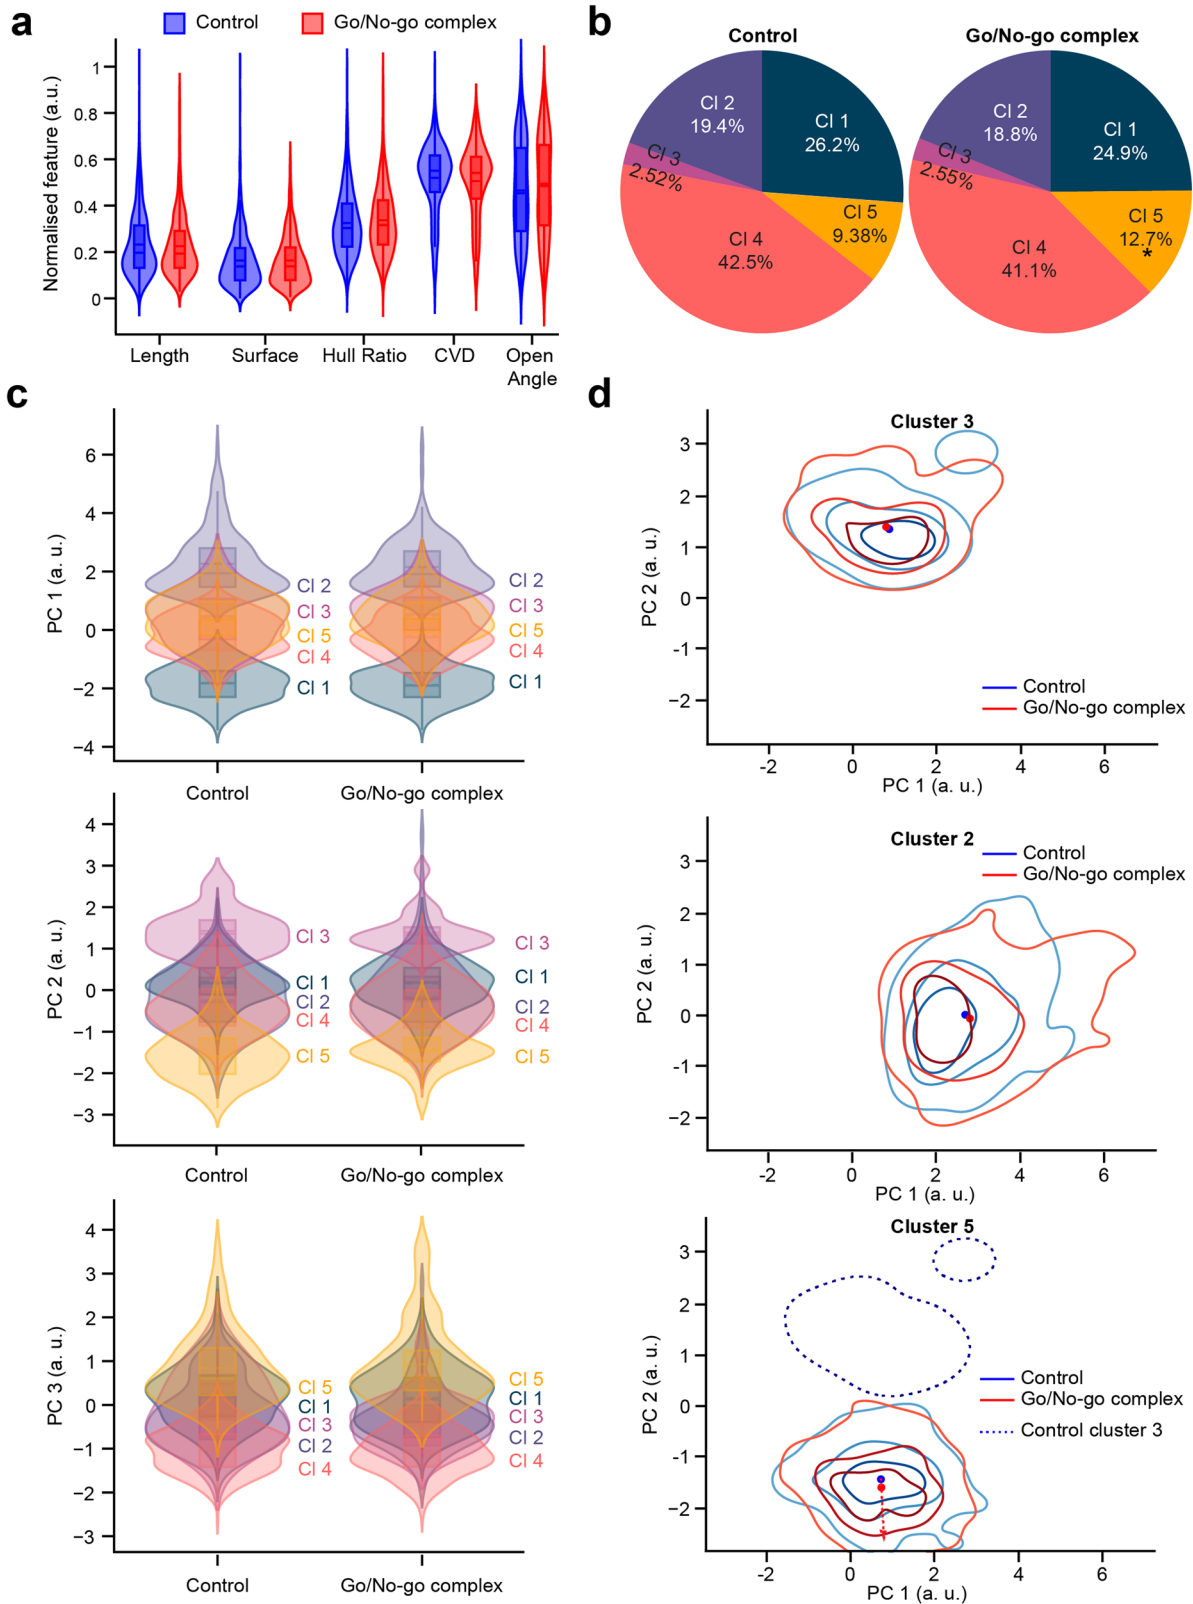 a
Control
Go/No-go complex
Normalised feature (a.u.)
1
0.8
0.6
0.4
0.2
0
Length
Surface
Hull Ratio
CVD
Open
Angle
b
Control
Cl 1
26.2%
Cl 2
19.4%
Cl 3
2.52%
Cl 4
42.5%
Cl 5
9.38%
Go/No-go complex
Cl 1
24.9%
Cl 2
18.8%
Cl 3
2.55%
Cl 4
41.1%
Cl 5
12.7%
*
c
PC 1 (a. u.)
6
4
2
0
−2
−4
Cl 2
Cl 3
Cl 5
Cl 4
Cl 1
Cl 2
Cl 3
Cl 5
Cl 4
Cl 1
Control
Go/No-go complex
PC 2 (a. u.)
4
3
2
1
0
−1
−2
−3
Cl 3
Cl 1
Cl 2
Cl 4
Cl 5
Cl 3
Cl 1
Cl 2
Cl 4
Cl 5
Control
Go/No-go complex
PC 3 (a. u.)
4
3
2
1
0
−1
−2
−3
Cl 5
Cl 1
Cl 3
Cl 2
Cl 4
Cl 5
Cl 1
Cl 3
Cl 2
Cl 4
Control
Go/No-go complex
d
Cluster 3
PC 2 (a. u.)
3
2
1
0
-1
−2
Control
Go/No-go complex
-2
0
2
4
6
PC 1 (a. u.)
Cluster 2
Control
Go/No-go complex
PC 2 (a. u.)
3
2
1
0
-1
−2
-2
0
2
4
6
PC 1 (a. u.)
Cluster 5
PC 2 (a. u.)
3
2
1
0
-1
−2
Control
Go/No-go complex
Control cluster 3
-2
0
2
4
6
PC 1 (a. u.)